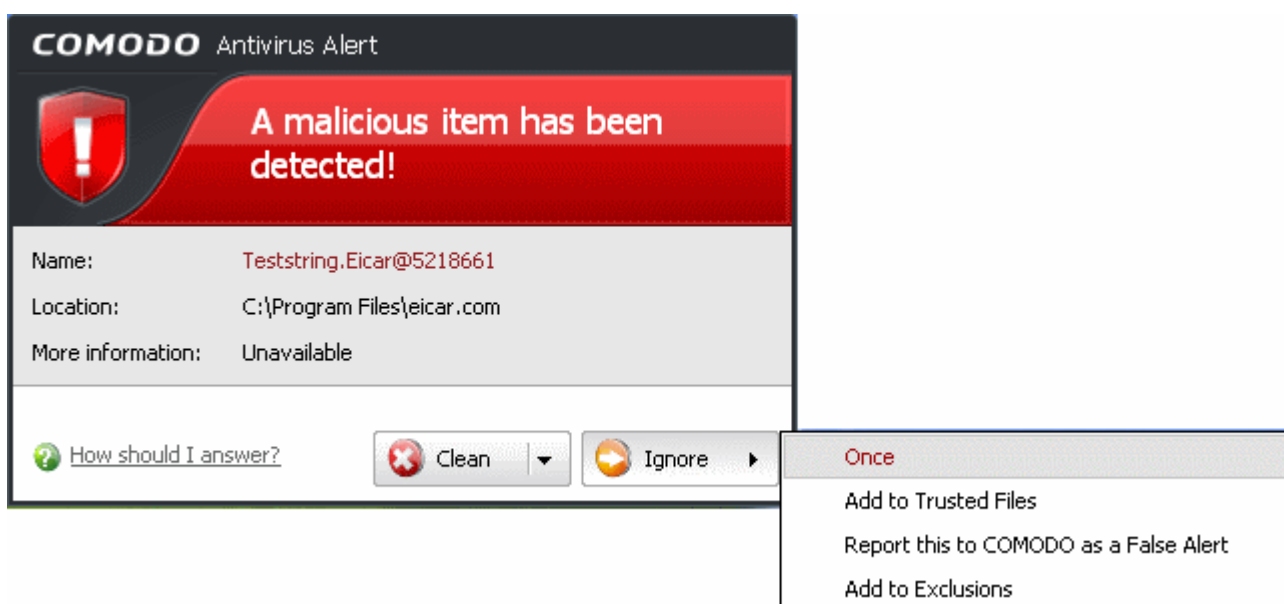 COMODO Antivirus Alert
A malicious item has been
detected!
Name: Teststring.Eicar@5218661
Location: C:\Program Files\eicar.com
More information: Unavailable
How should I answer? Clean Ignore
Once
Add to Trusted Files
Report this to COMODO as a False Alert
Add to Exclusions